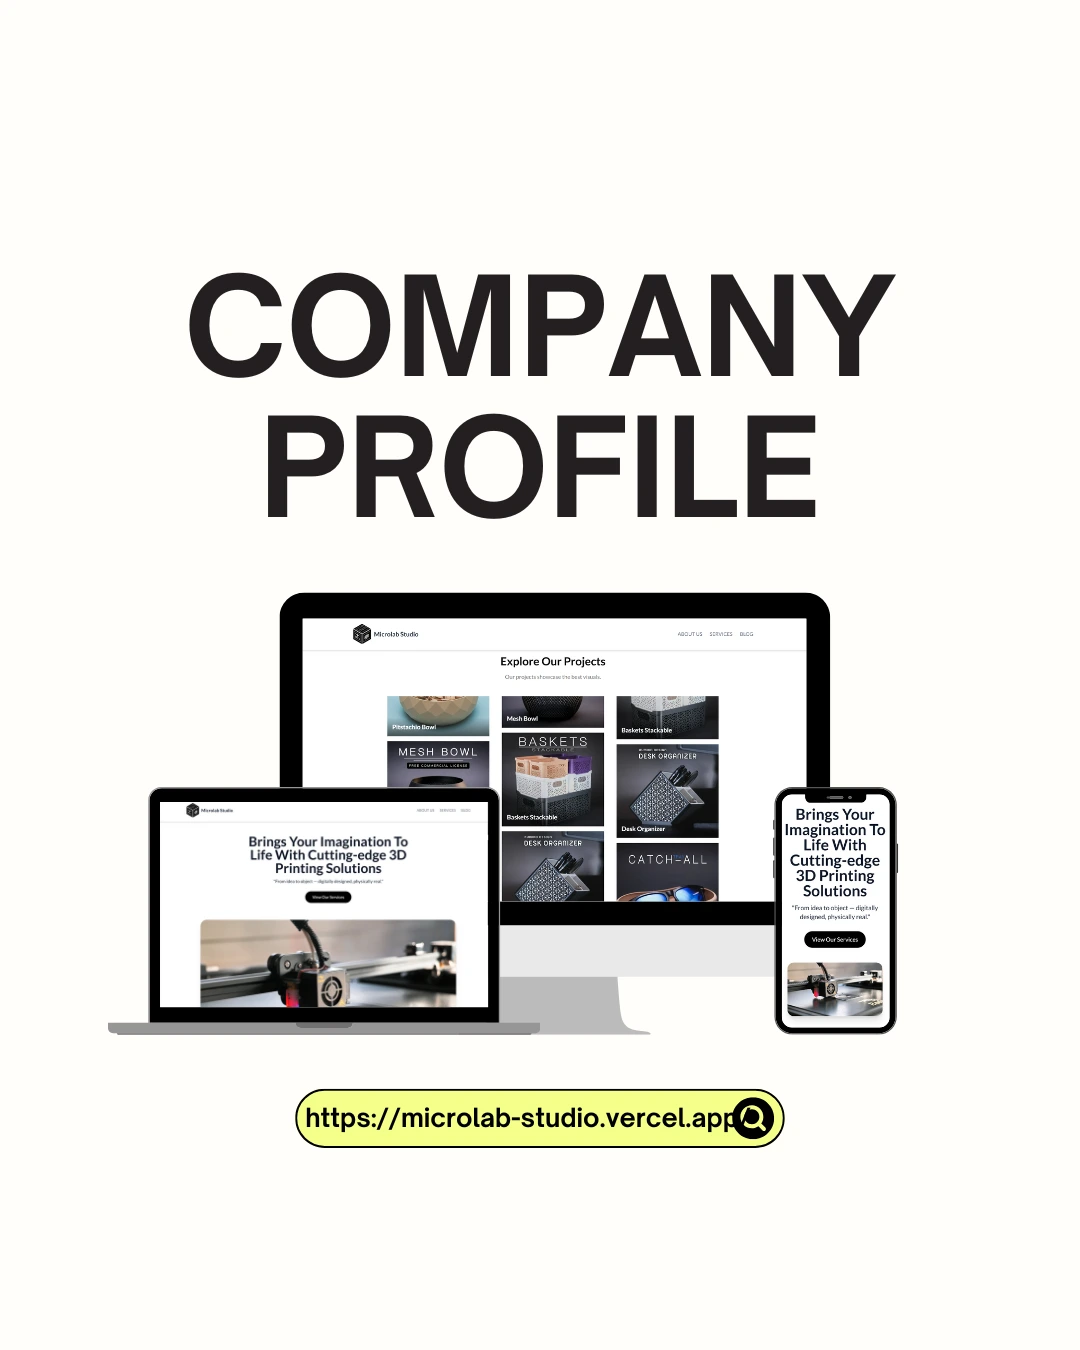 COMPANY
PROFILE
Microlab Studio
ABOUT US SERVICES BLOG
Explore Our Projects
Our projects showcase the best visuals.
Pistachio Bowl
Mesh Bowl
Baskets Stackable
MESH BOWL
FREE COMMERCIAL LICENSE
BASKETS
STACKABLE
Baskets Stackable
DESK ORGANIZER
Desk Organizer
DESK ORGANIZER
CATCH-ALL
Microlab Studio
ABOUT US SERVICES BLOG
Brings Your Imagination To
Life With Cutting-edge 3D
Printing Solutions
"From idea to object — digitally designed, physically real."
View Our Services
Brings Your
Imagination To
Life With
Cutting-edge
3D Printing
Solutions
"From idea to object — digitally
designed, physically real."
View Our Services
https://microlab-studio.vercel.app/